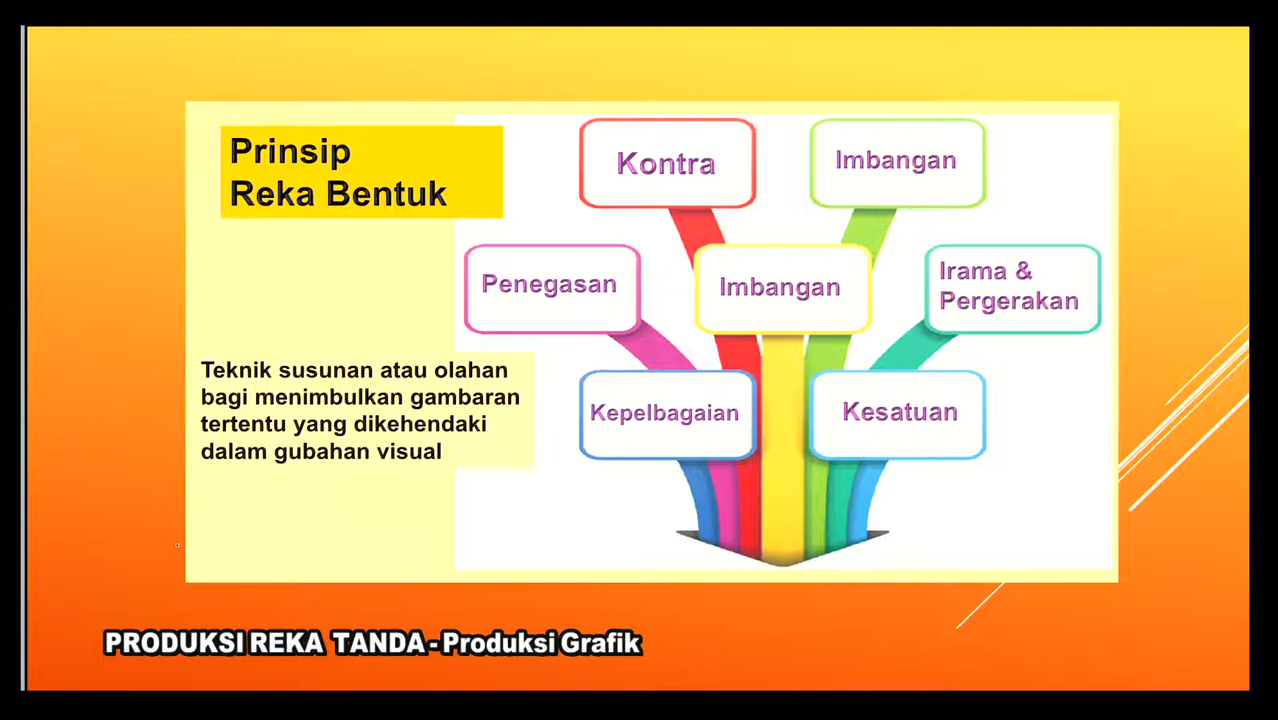 Prinsip
Reka Bentuk
Kontra
Imbangan
Penegasan
Imbangan
Irama &
Pergerakan
Teknik susunan atau olahan
bagi menimbulkan gambaran
tertentu yang dikehendaki
dalam gubahan visual
Kepelbagaian
Kesatuan
PRODUKSI REKA TANDA - Produksi Grafik